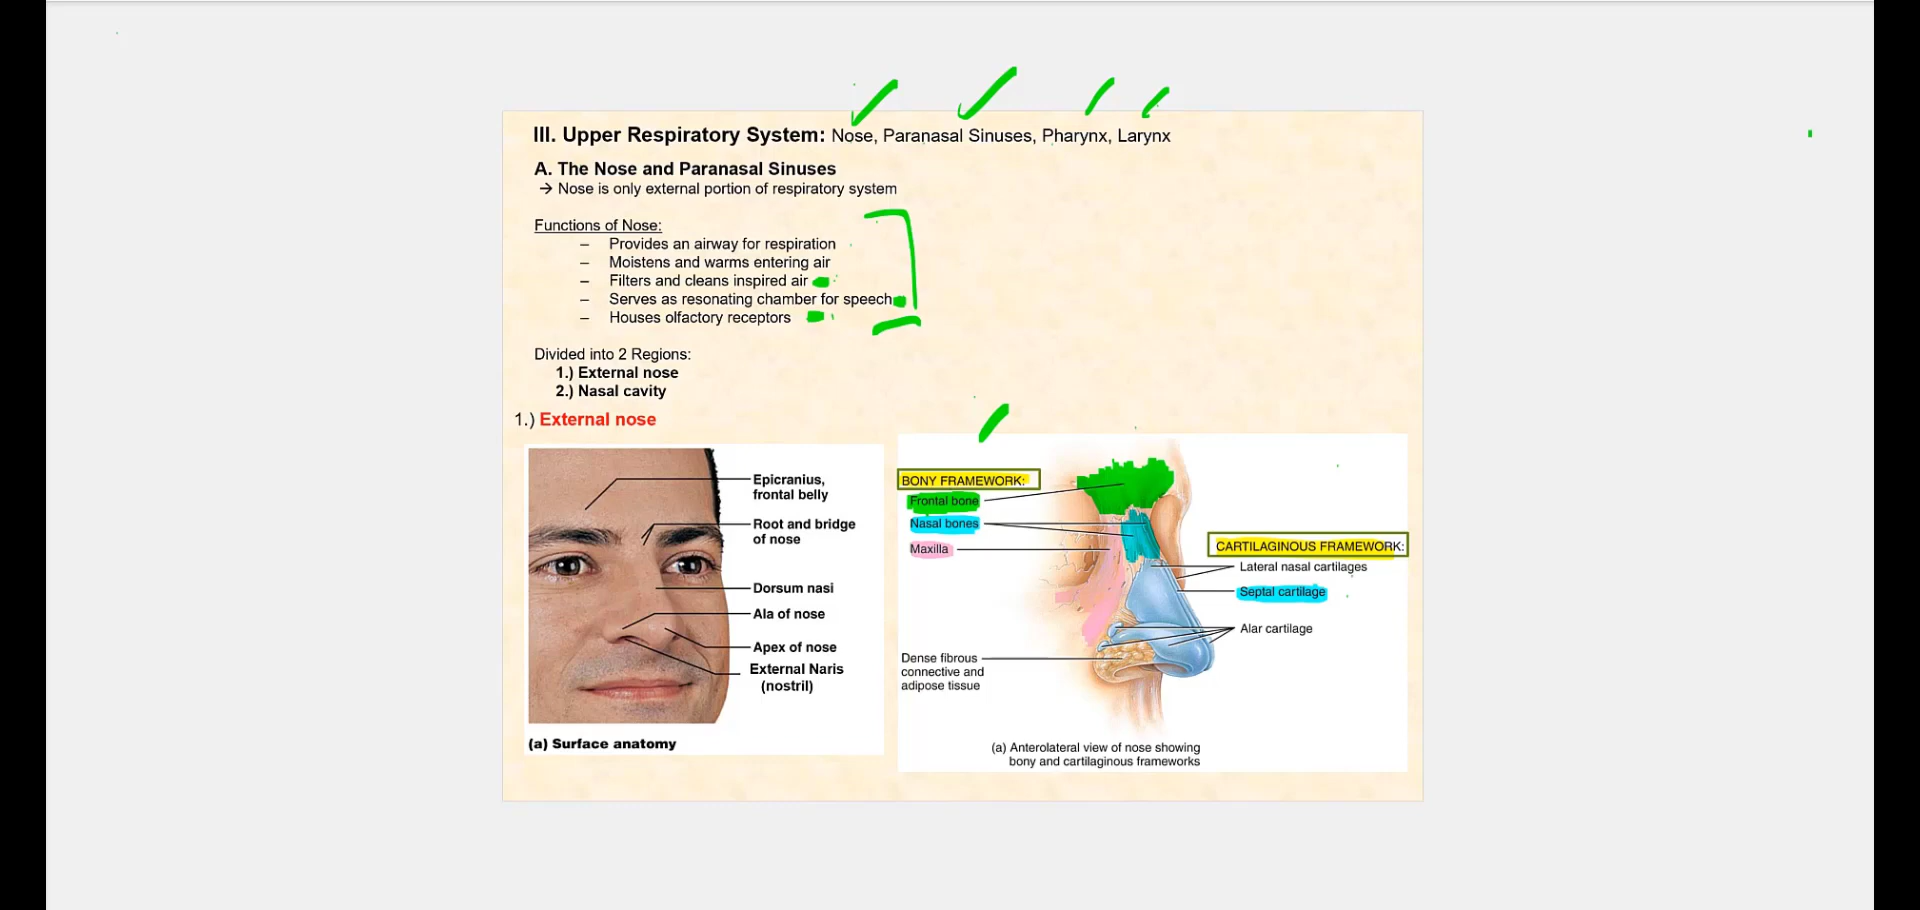 III. Upper Respiratory System: Nose, Paranasal Sinuses, Pharynx, Larynx
A. The Nose and Paranasal Sinuses
→ Nose is only external portion of respiratory system
Functions of Nose:
– Provides an airway for respiration
– Moistens and warms entering air
– Filters and cleans inspired air
– Serves as resonating chamber for speech
– Houses olfactory receptors
Divided into 2 Regions:
1.) External nose
2.) Nasal cavity
1.) External nose
Epicranius,
frontal belly
Root and bridge
of nose
Dorsum nasi
Ala of nose
Apex of nose
External Naris
(nostril)
(a) Surface anatomy
BONY FRAMEWORK:
Frontal bone
Nasal bones
Maxilla
Dense fibrous
connective and
adipose tissue
CARTILAGINOUS FRAMEWORK:
Lateral nasal cartilages
Septal cartilage
Alar cartilage
(a) Anterolateral view of nose showing
bony and cartilaginous frameworks